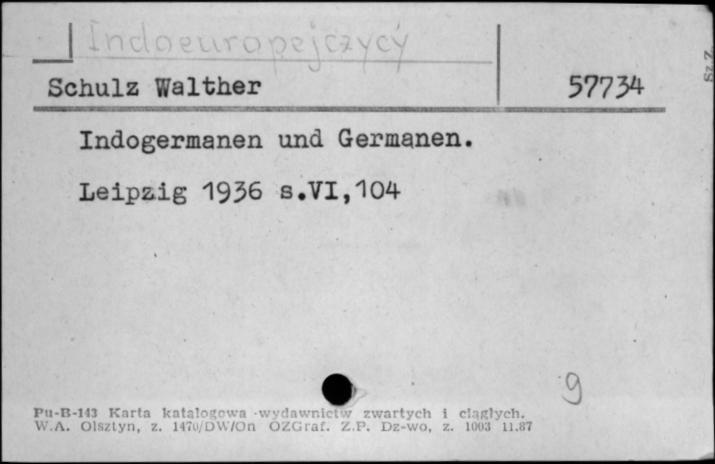 Indoeuropejczycy
Schulz Walther 57734
Sz.Z.
Indogermanen und Germanen.
Leipzig 1936 s.VI,104
9
Pu-B-143 Karta katalogowa wydawnictw zwartych i ciągłych.
W.A. Olsztyn, z. 1470/DW/On OZGraf. Z.P. Dz-wo, z. 1003 11.87